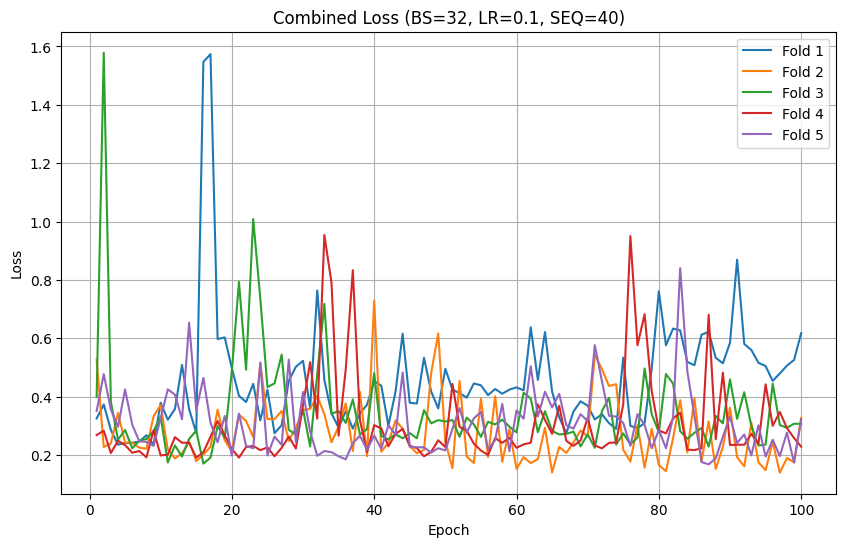 Combined Loss (BS=32, LR=0.1, SEQ=40)
1.6
1.4
1.2
1.0
0.8
0.6
0.4
0.2
Loss
0 20 40 60 80 100
Epoch
Fold 1
Fold 2
Fold 3
Fold 4
Fold 5